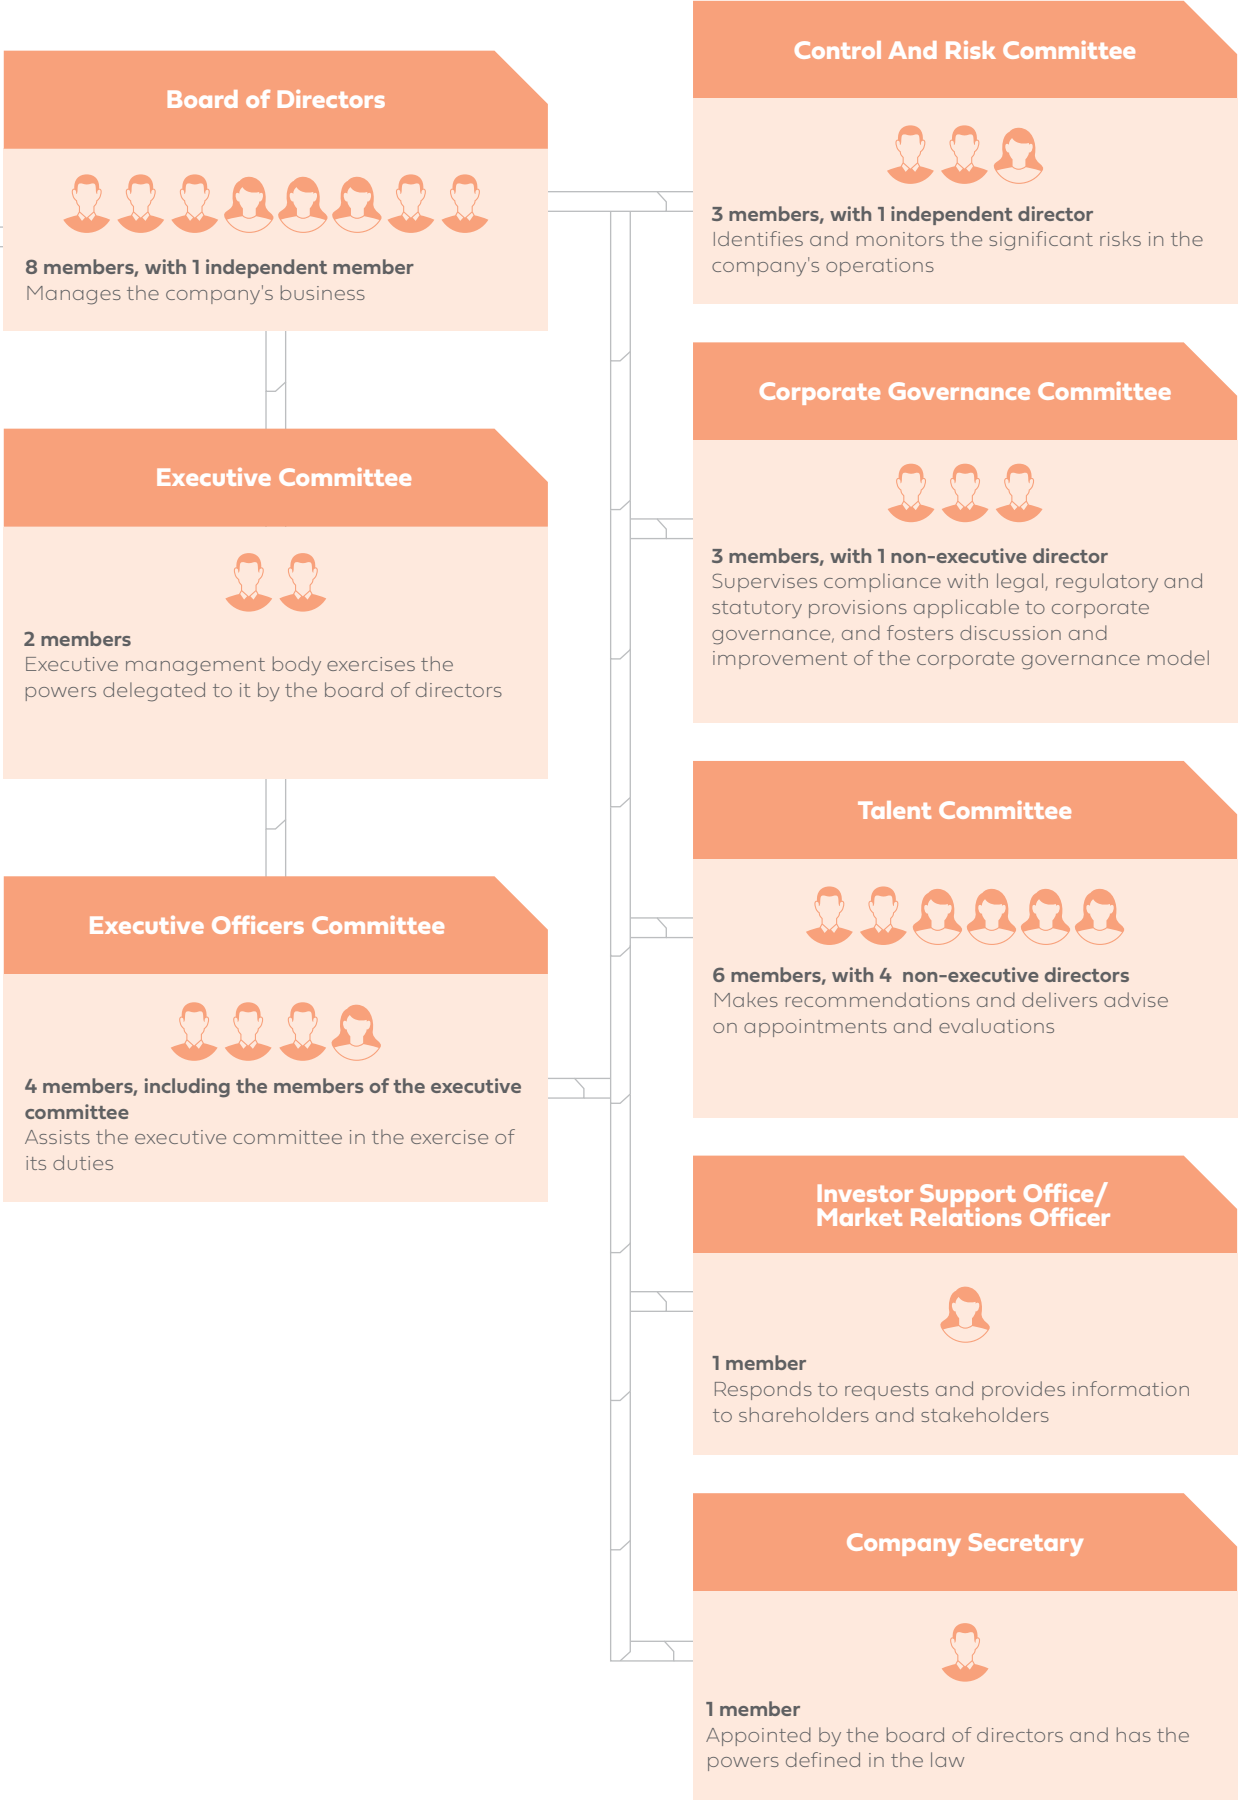 Board of Directors
8 members, with 1 independent member
Manages the company's business
Executive Committee
2 members
Executive management body exercises the
powers delegated to it by the board of directors
Executive Officers Committee
4 members, including the members of the executive
committee
Assists the executive committee in the exercise of
its duties
Control And Risk Committee
3 members, with 1 independent director
Identifies and monitors the significant risks in the
company's operations
Corporate Governance Committee
3 members, with 1 non-executive director
Supervises compliance with legal, regulatory and
statutory provisions applicable to corporate
governance, and fosters discussion and
improvement of the corporate governance model
Talent Committee
6 members, with 4 non-executive directors
Makes recommendations and delivers advise
on appointments and evaluations
Investor Support Office/
Market Relations Officer
1 member
Responds to requests and provides information
to shareholders and stakeholders
Company Secretary
1 member
Appointed by the board of directors and has the
powers defined in the law